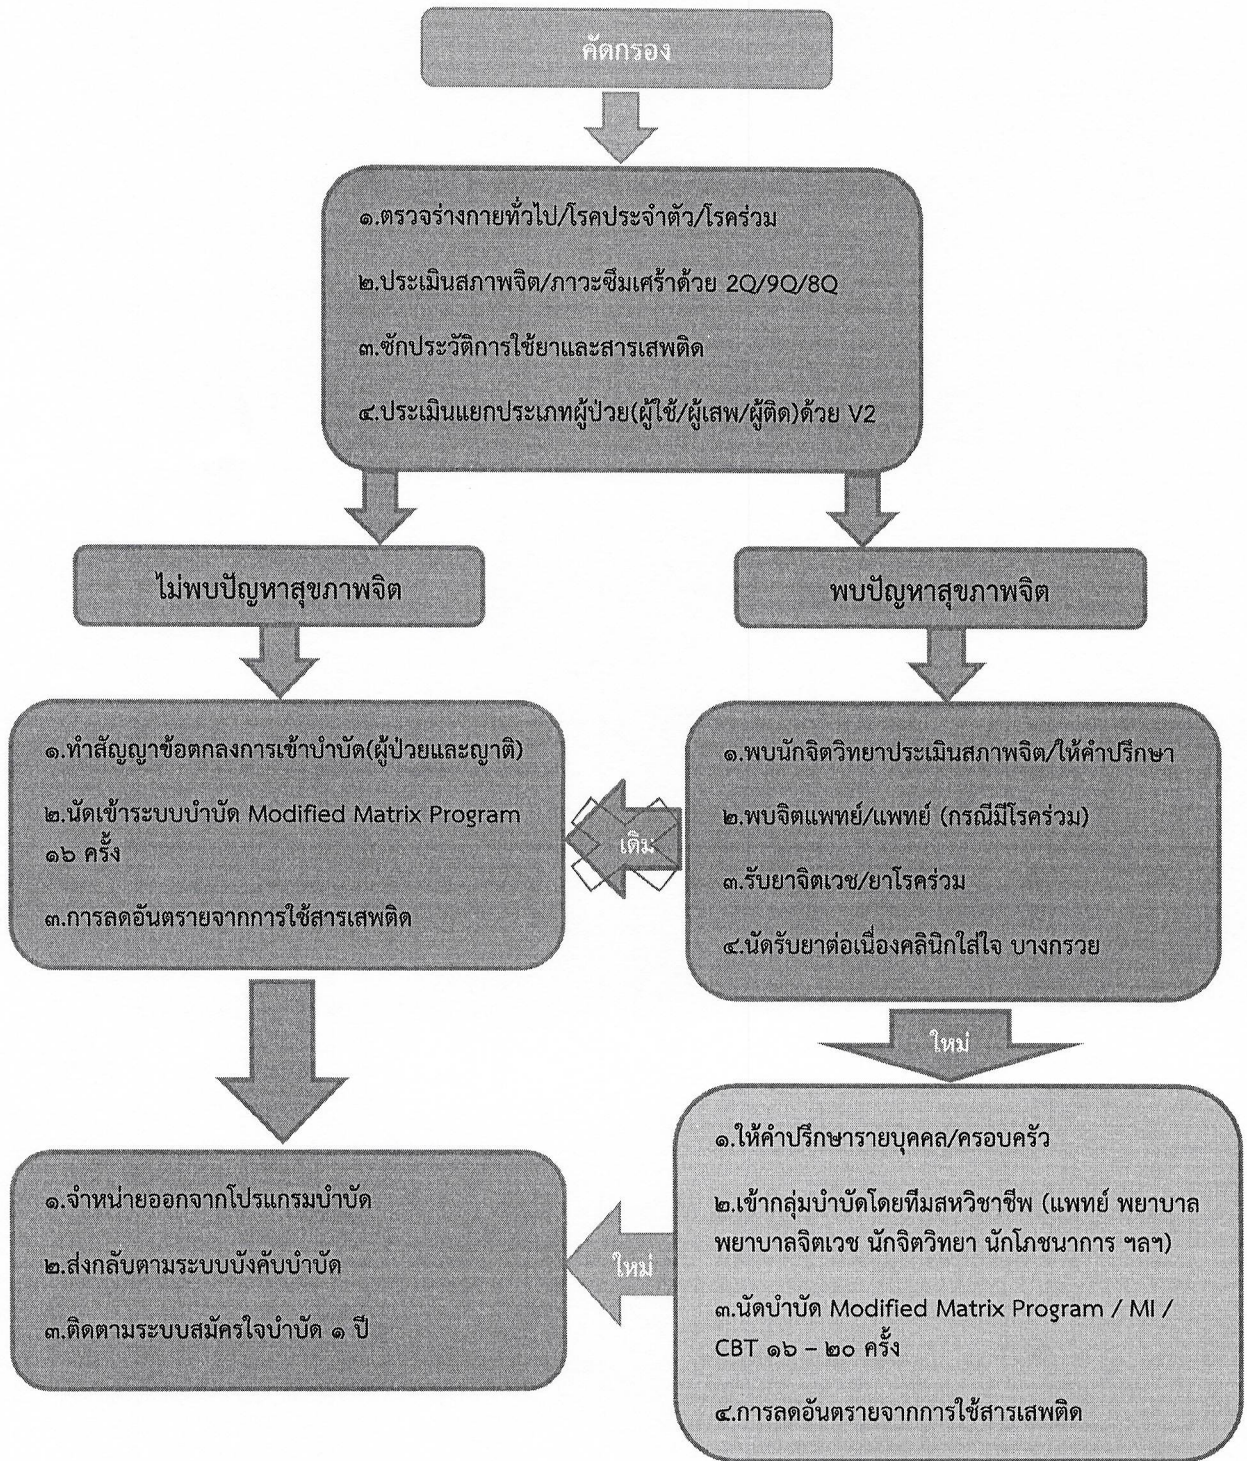 คัดกรอง
๑.ตรวจร่างกายทั่วไป/โรคประจำตัว/โรคร่วม
๒.ประเมินสภาพจิต/ภาวะซึมเศร้าด้วย 2Q/9Q/8Q
๓.ซักประวัติการใช้ยาและสารเสพติด
๔.ประเมินแยกประเภทผู้ป่วย(ผู้ใช้/ผู้เสพ/ผู้ติด)ด้วย V2
ไม่พบปัญหาสุขภาพจิต
พบปัญหาสุขภาพจิต
๑.ทำสัญญาข้อตกลงการเข้าบำบัด(ผู้ป่วยและญาติ)
๒.นัดเข้าระบบบำบัด Modified Matrix Program
๑๖ ครั้ง
๓.การลดอันตรายจากการใช้สารเสพติด
เดิม
๑.พบนักจิตวิทยาประเมินสภาพจิต/ให้คำปรึกษา
๒.พบจิตแพทย์/แพทย์ (กรณีมีโรคร่วม)
๓.รับยาจิตเวช/ยาโรคร่วม
๔.นัดรับยาต่อเนื่องคลินิกใส่ใจ บางกรวย
ใหม่
๑.จำหน่ายออกจากโปรแกรมบำบัด
๒.ส่งกลับตามระบบบังคับบำบัด
๓.ติดตามระบบสมัครใจบำบัด ๑ ปี
ใหม่
๑.ให้คำปรึกษารายบุคคล/ครอบครัว
๒.เข้ากลุ่มบำบัดโดยทีมสหวิชาชีพ (แพทย์ พยาบาล
พยาบาลจิตเวช นักจิตวิทยา นักโภชนาการ ฯลฯ)
๓.นัดบำบัด Modified Matrix Program / MI /
CBT ๑๖ – ๒๐ ครั้ง
๔.การลดอันตรายจากการใช้สารเสพติด